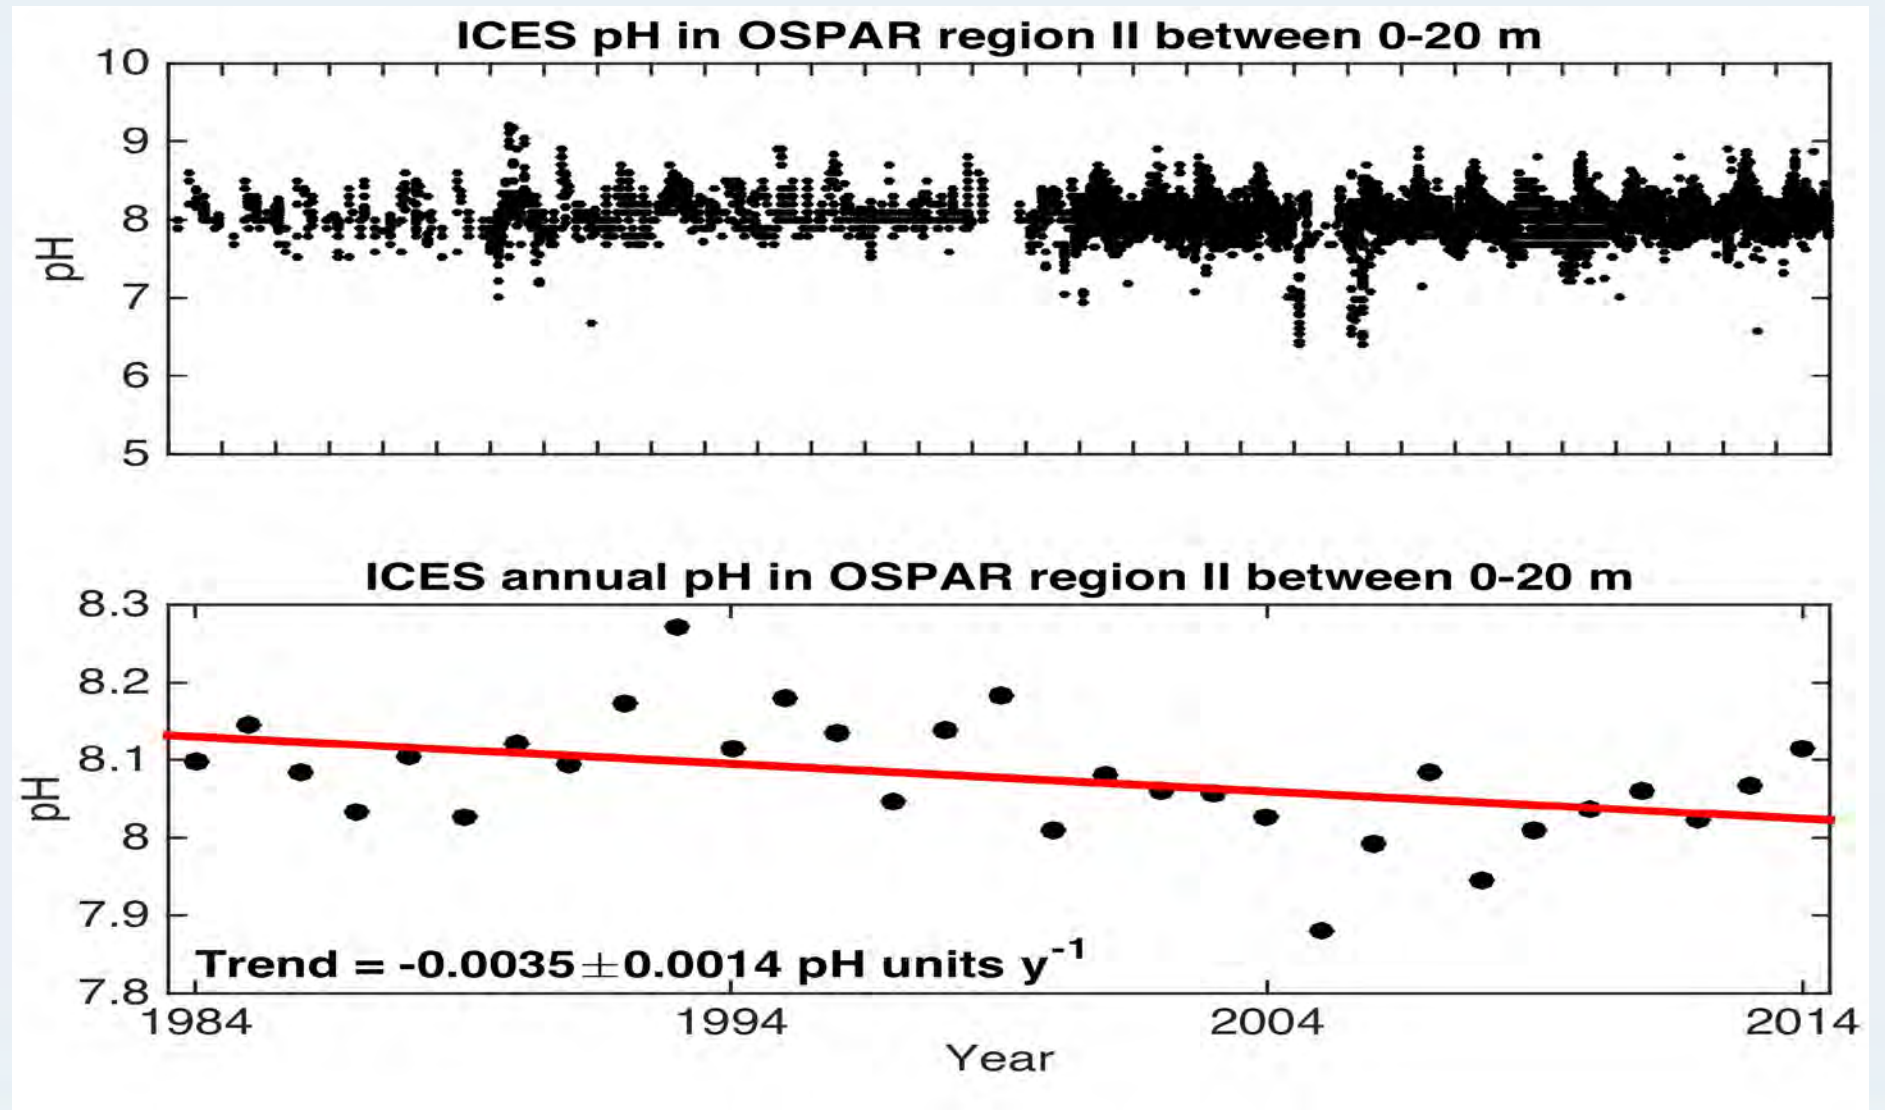 ICES pH in OSPAR region II between 0-20 m
10
9
8
7
6
5
pH
ICES annual pH in OSPAR region II between 0-20 m
8.3
8.2
8.1
8
7.9
7.8
pH
Trend = -0.0035±0.0014 pH units y⁻¹
1984 1994 2004 2014
Year